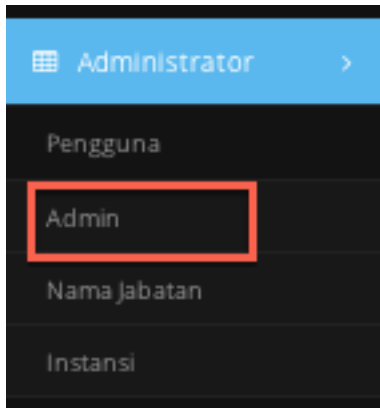 Administrator
Pengguna
Admin
Nama Jabatan
Instansi